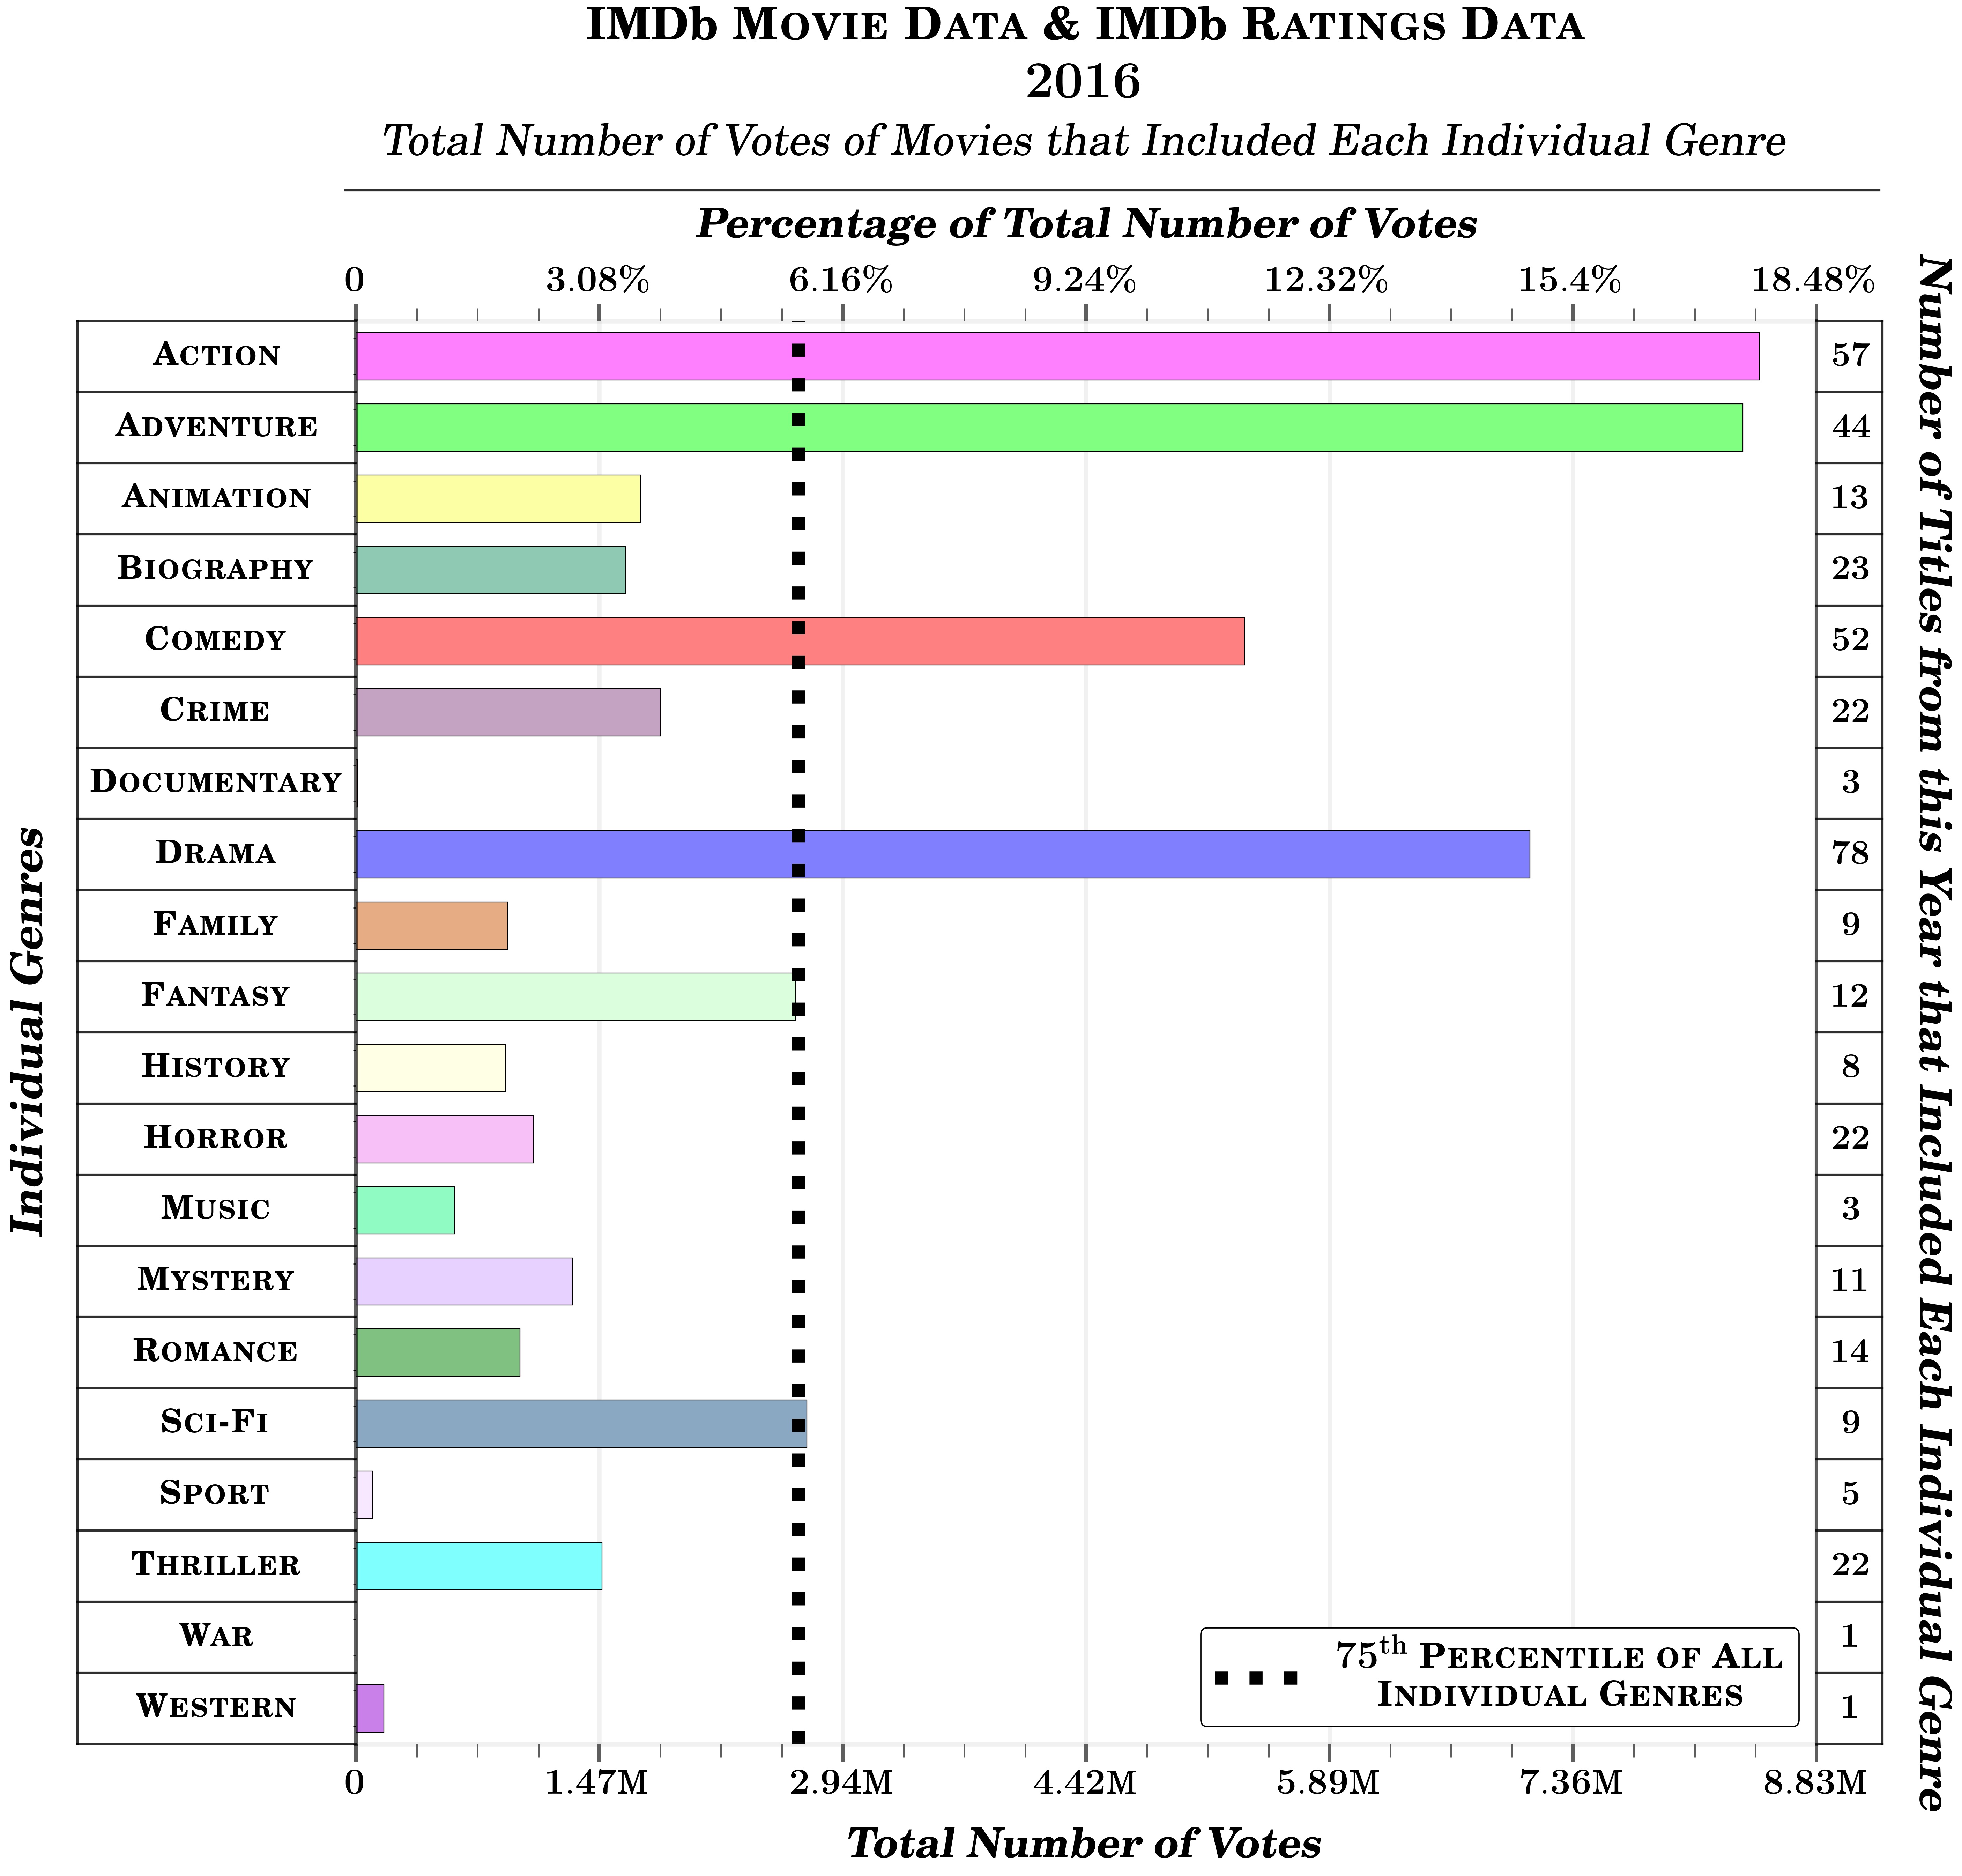 IMDb Movie Data & IMDb Ratings Data
2016
Total Number of Votes of Movies that Included Each Individual Genre
Percentage of Total Number of Votes
0 3.08% 6.16% 9.24% 12.32% 15.4% 18.48%
Individual Genres
Number of Titles from this Year that Included Each Individual Genre
Action 57
Adventure 44
Animation 13
Biography 23
Comedy 52
Crime 22
Documentary 3
Drama 78
Family 9
Fantasy 12
History 8
Horror 22
Music 3
Mystery 11
Romance 14
Sci-Fi 9
Sport 5
Thriller 22
War 1
Western 1
75th Percentile of All
Individual Genres
0 1.47M 2.94M 4.42M 5.89M 7.36M 8.83M
Total Number of Votes